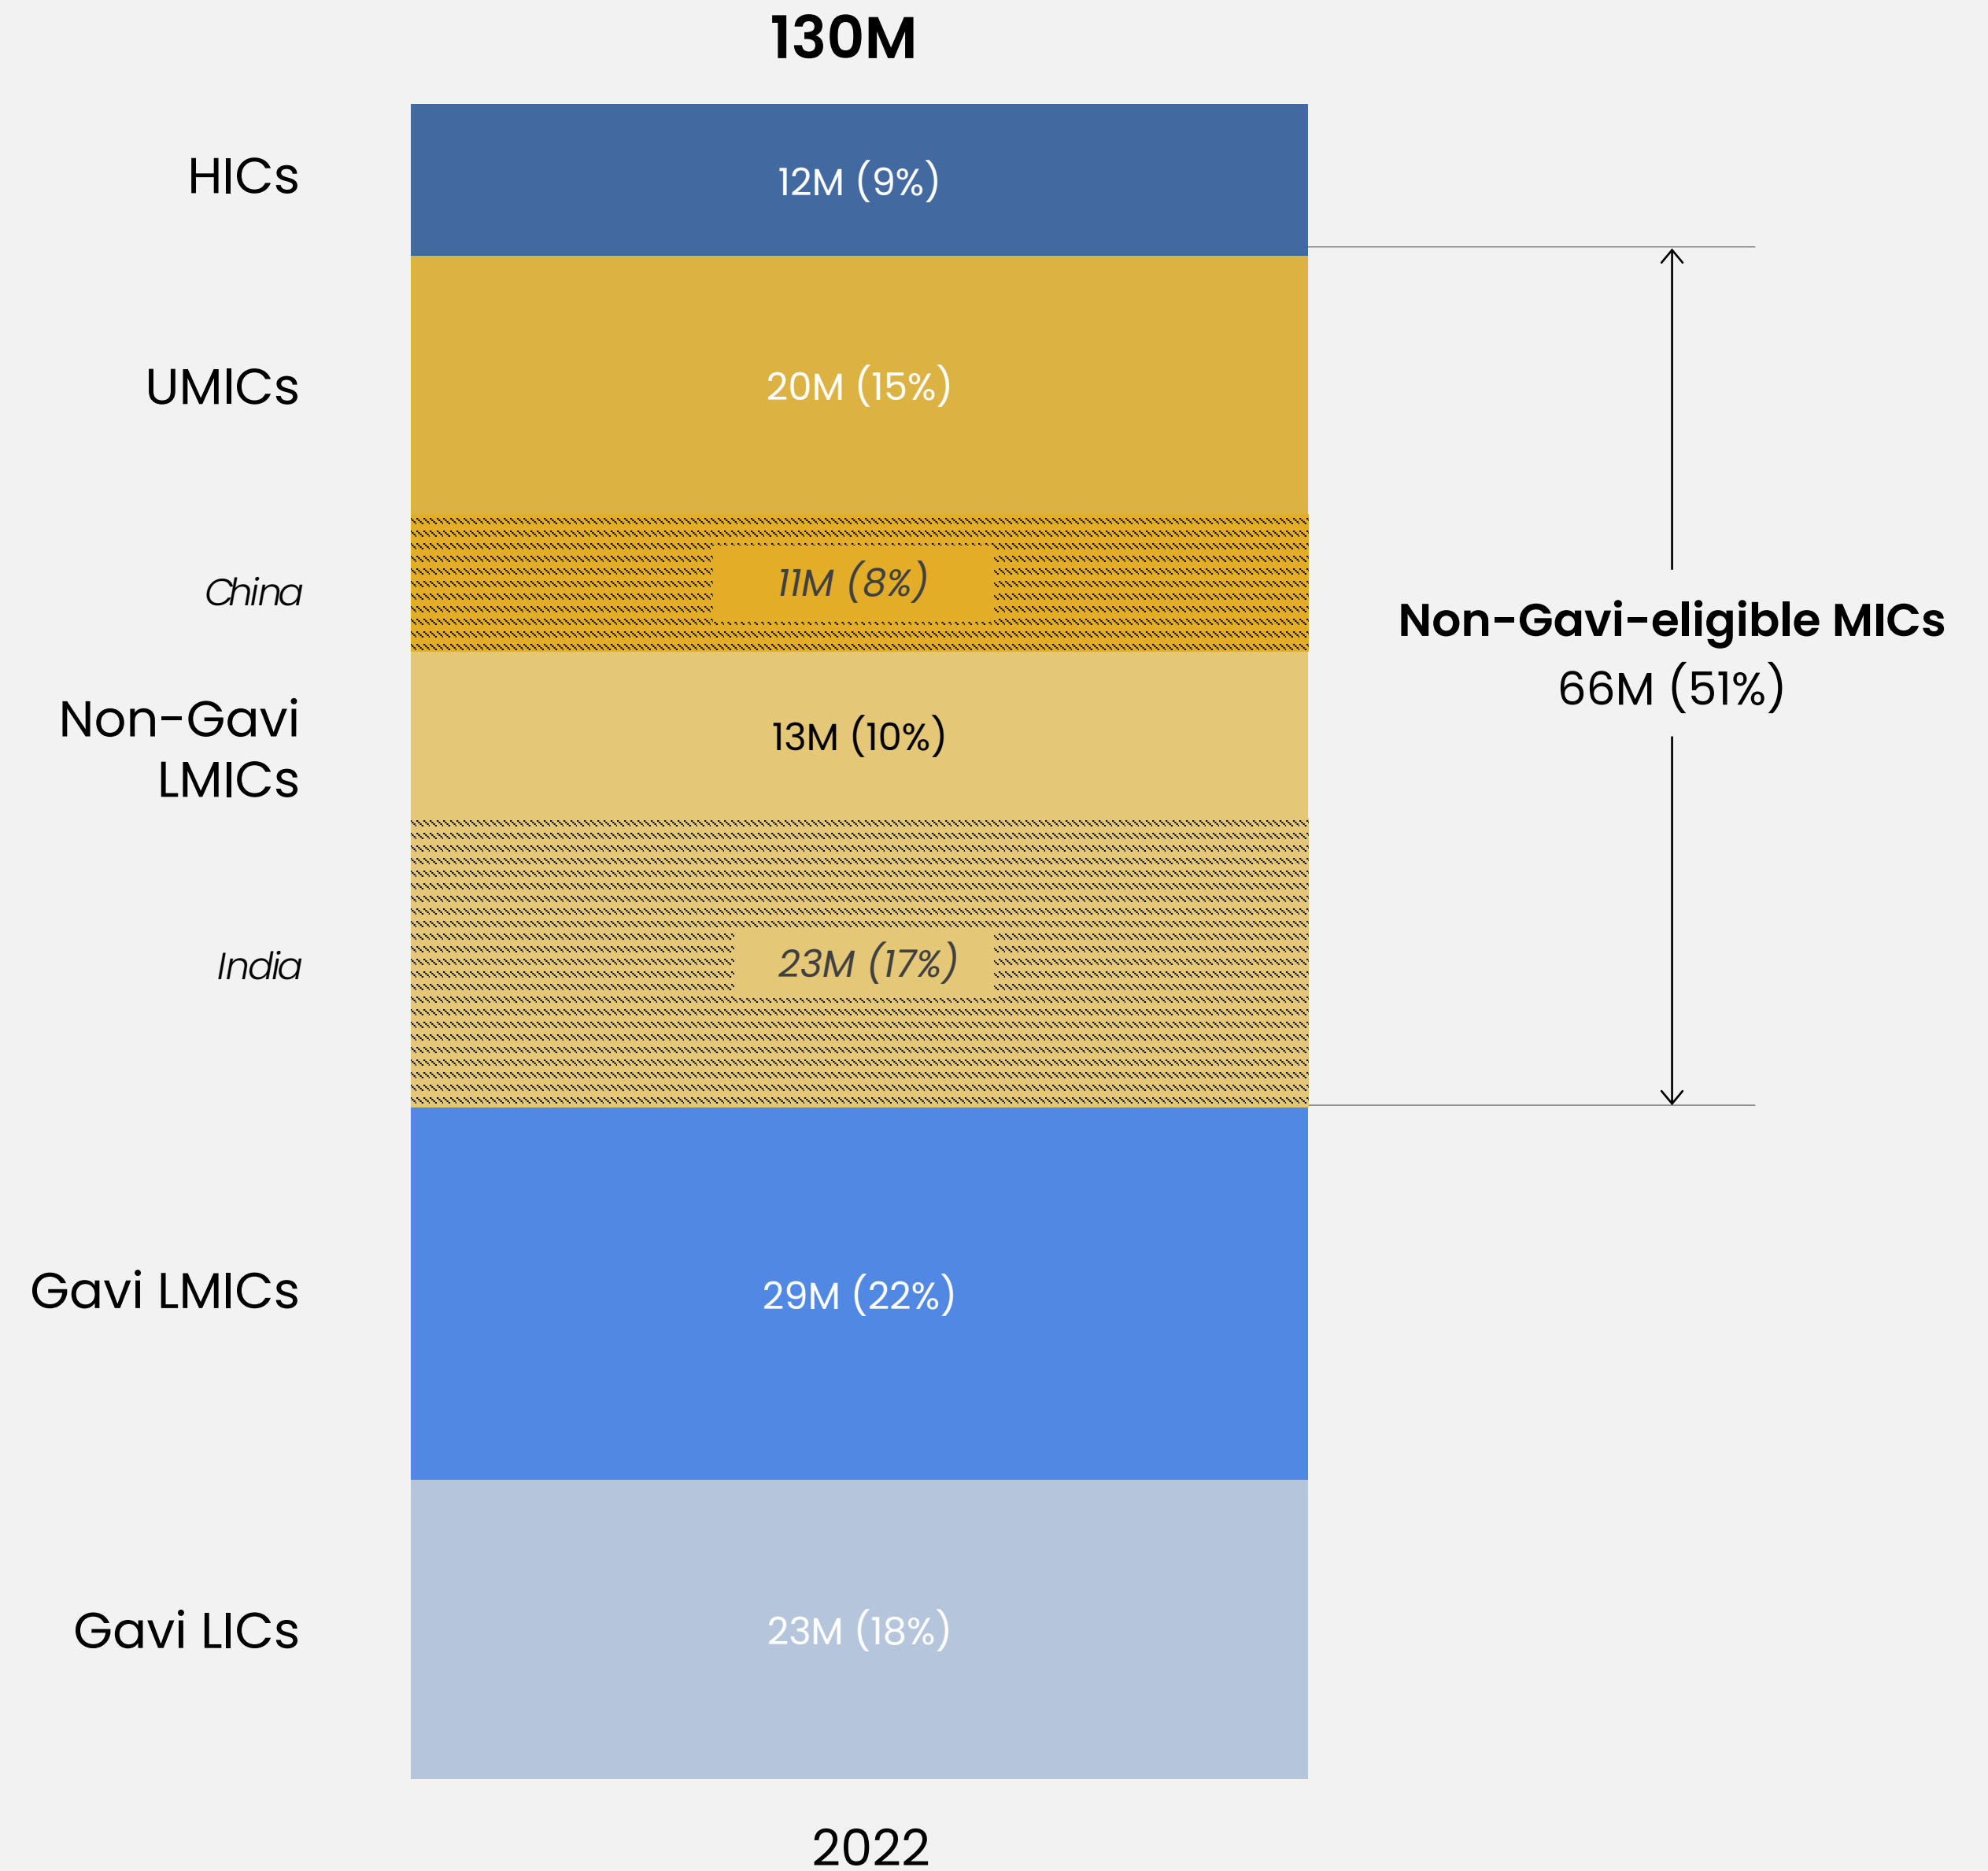 130M
HICs
12M (9%)
UMICs
20M (15%)
China
11M (8%)
Non-Gavi-eligible MICs
66M (51%)
Non-Gavi
LMICs
13M (10%)
India
23M (17%)
Gavi LMICs
29M (22%)
Gavi LICs
23M (18%)
2022